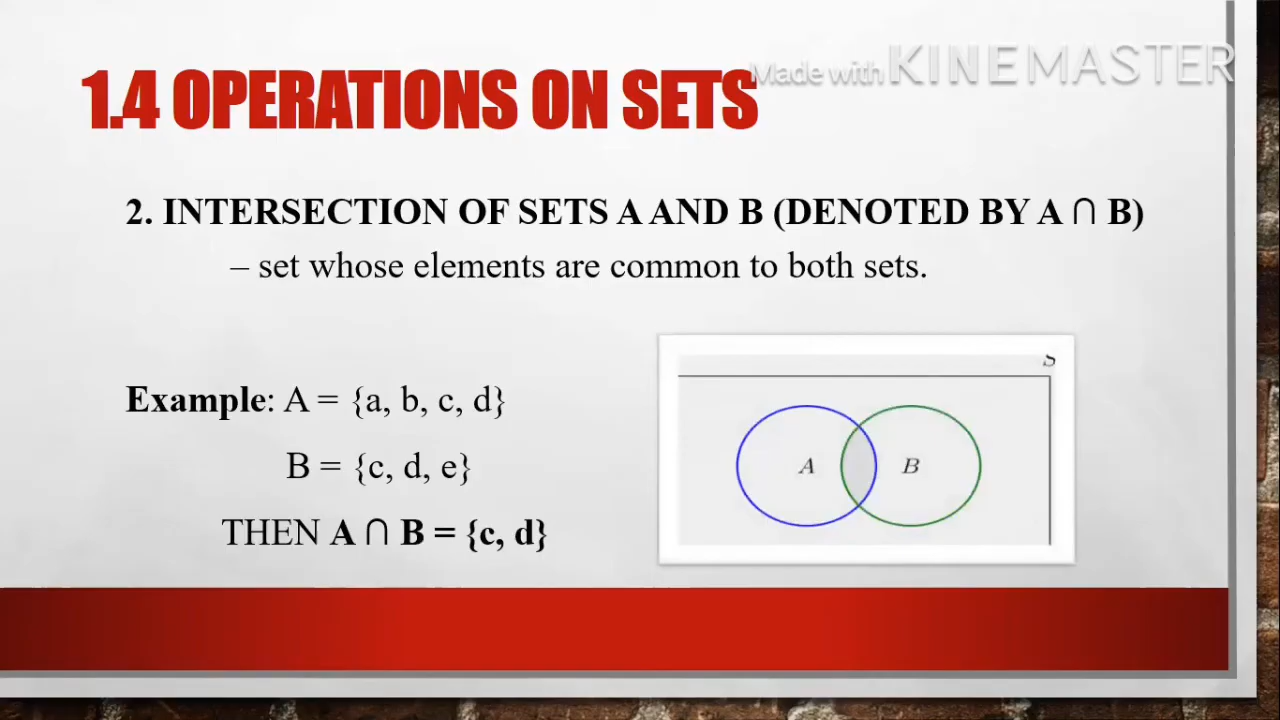 Made with KINEMASTER
1.4 OPERATIONS ON SETS
2. INTERSECTION OF SETS A AND B (DENOTED BY A ∩ B)
– set whose elements are common to both sets.
Example: A = {a, b, c, d}
B = {c, d, e}
THEN A ∩ B = {c, d}
S
A B